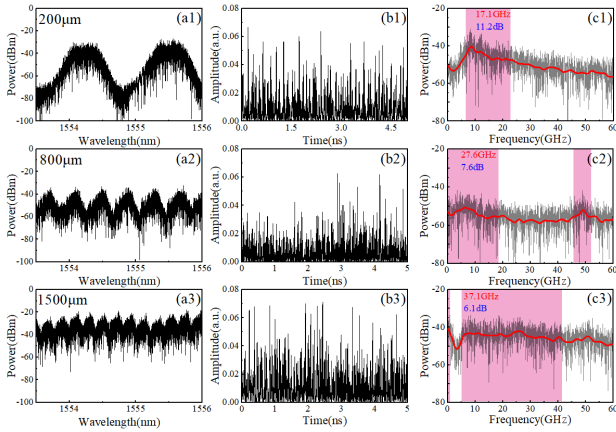 200μm (a1)
Power(dBm)
0
-20
-40
-60
-80
-100
1554 1555 1556
Wavelength(nm)
(b1)
Amplitude(a.u.)
0.08
0.06
0.04
0.02
0.00
0.0 1.5 3.0 4.5
Time(ns)
(c1)
17.1GHz
11.2dB
Power(dBm)
-20
-40
-60
-80
0 10 20 30 40 50 60
Frequency(GHz)
800μm (a2)
Power(dBm)
0
-20
-40
-60
-80
-100
1554 1555 1556
Wavelength(nm)
(b2)
Amplitude(a.u.)
0.08
0.06
0.04
0.02
0.00
0 1 2 3 4 5
Time(ns)
(c2)
27.6GHz
7.6dB
Power(dBm)
-20
-40
-60
-80
0 10 20 30 40 50 60
Frequency(GHz)
1500μm (a3)
Power(dBm)
0
-20
-40
-60
-80
-100
1554 1555 1556
Wavelength(nm)
(b3)
Amplitude(a.u.)
0.08
0.06
0.04
0.02
0.00
0 1 2 3 4 5
Time(ns)
(c3)
37.1GHz
6.1dB
Power(dBm)
-20
-40
-60
-80
0 10 20 30 40 50 60
Frequency(GHz)